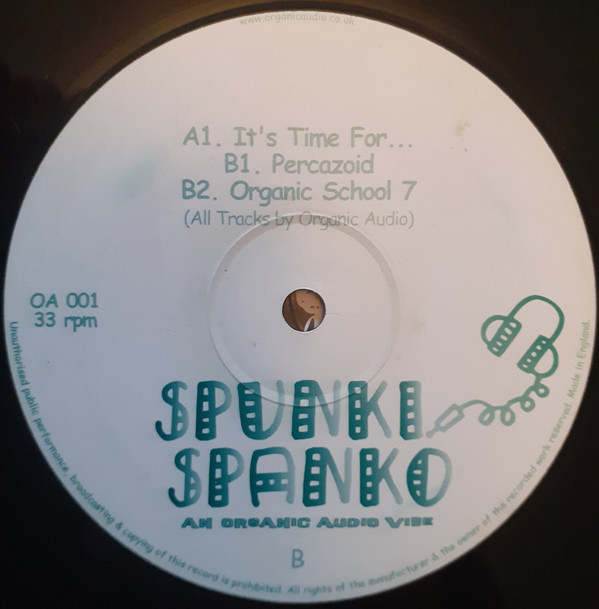 www.organicaudio.co.uk
A1. It's Time For...
B1. Percazoid
B2. Organic School 7
(All Tracks by Organic Audio)
OA 001
33 rpm
SPUNKI
SPANKO
AN ORGANIC AUDIO VIBE
B
Unauthorised public performance, broadcasting & copying of this record is prohibited. All rights of the manufacturer & the owner of the recorded work reserved. Made in England.